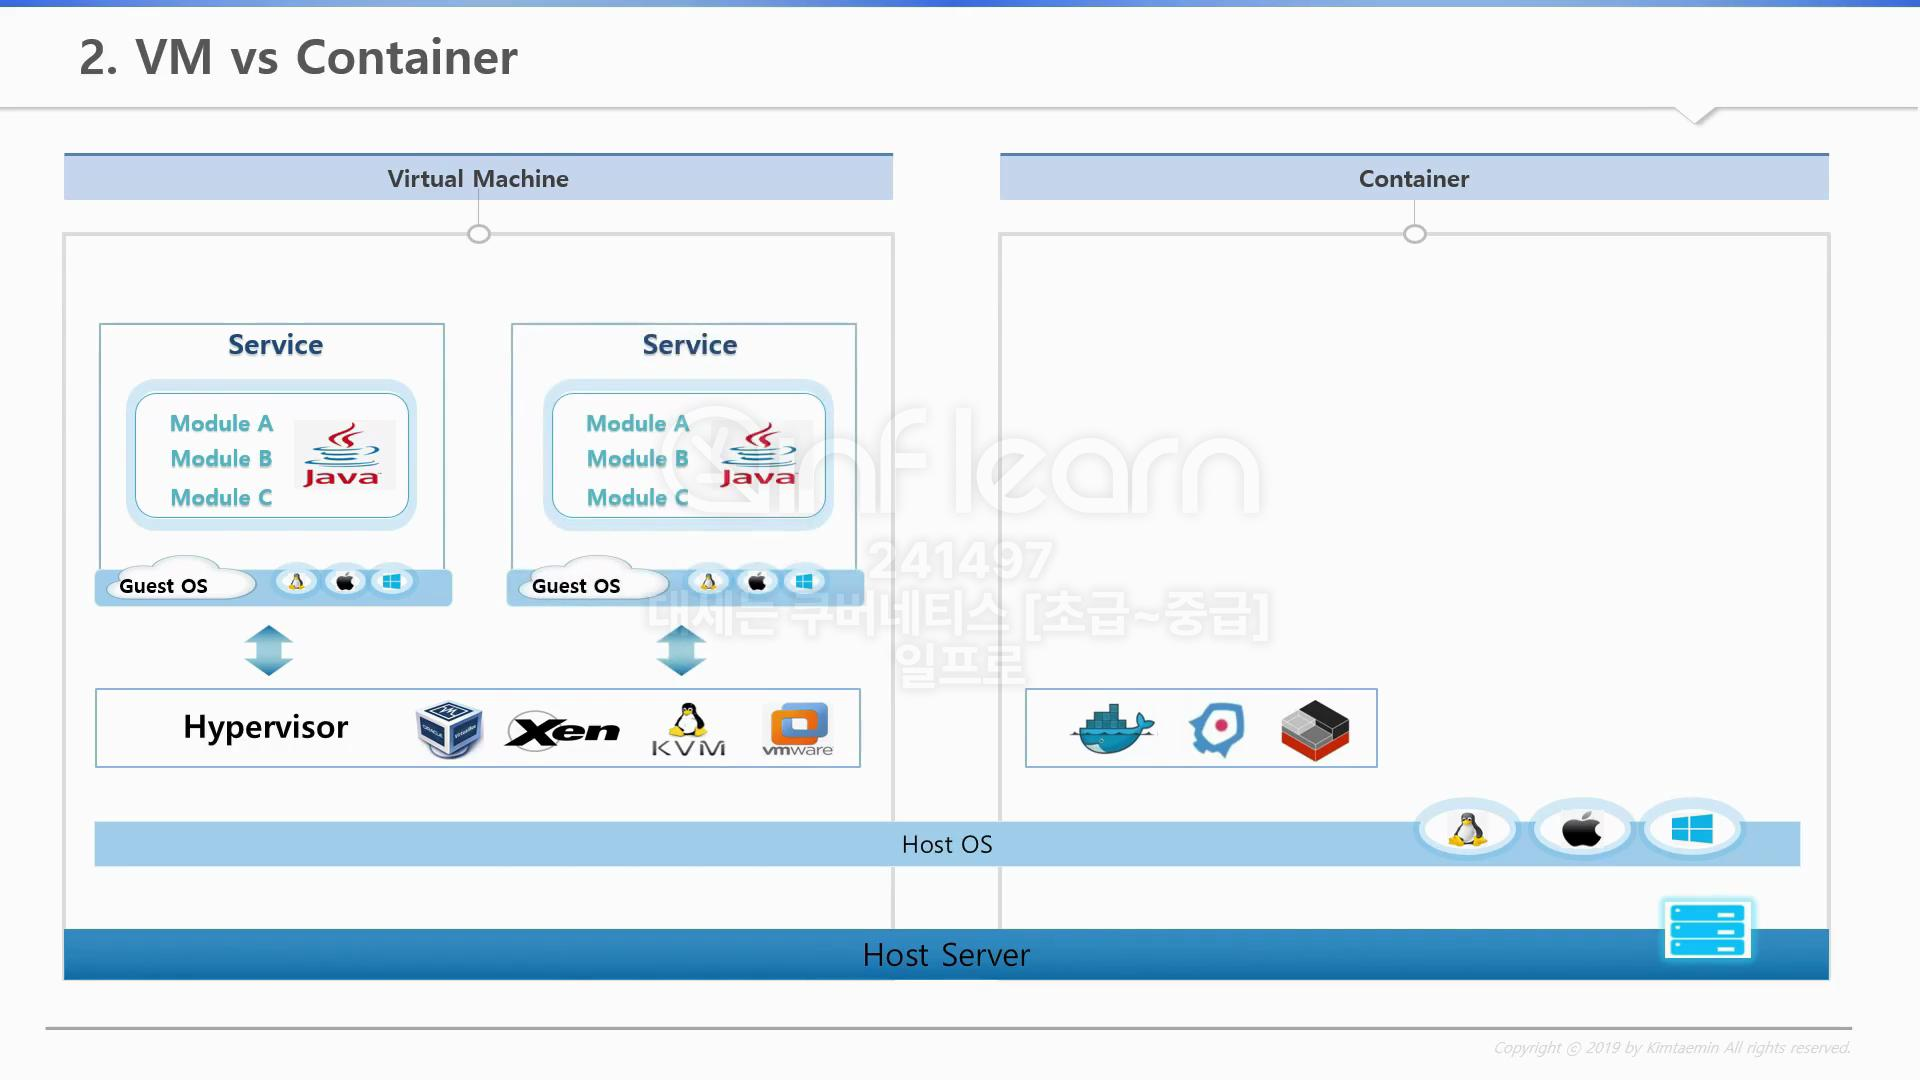 2. VM vs Container
Virtual Machine
Container
Service
Module A
Module B
Module C
Java
Guest OS
Service
Module A
Module B
Module C
Java
Guest OS
inflearn
241497
대세는 쿠버네티스 [초급~중급]
일프로
Hypervisor
ORACLE
VirtualBox
Xen
KVM
vmware
Host OS
Host Server
Copyright ⓒ 2019 by Kimtaemin All rights reserved.